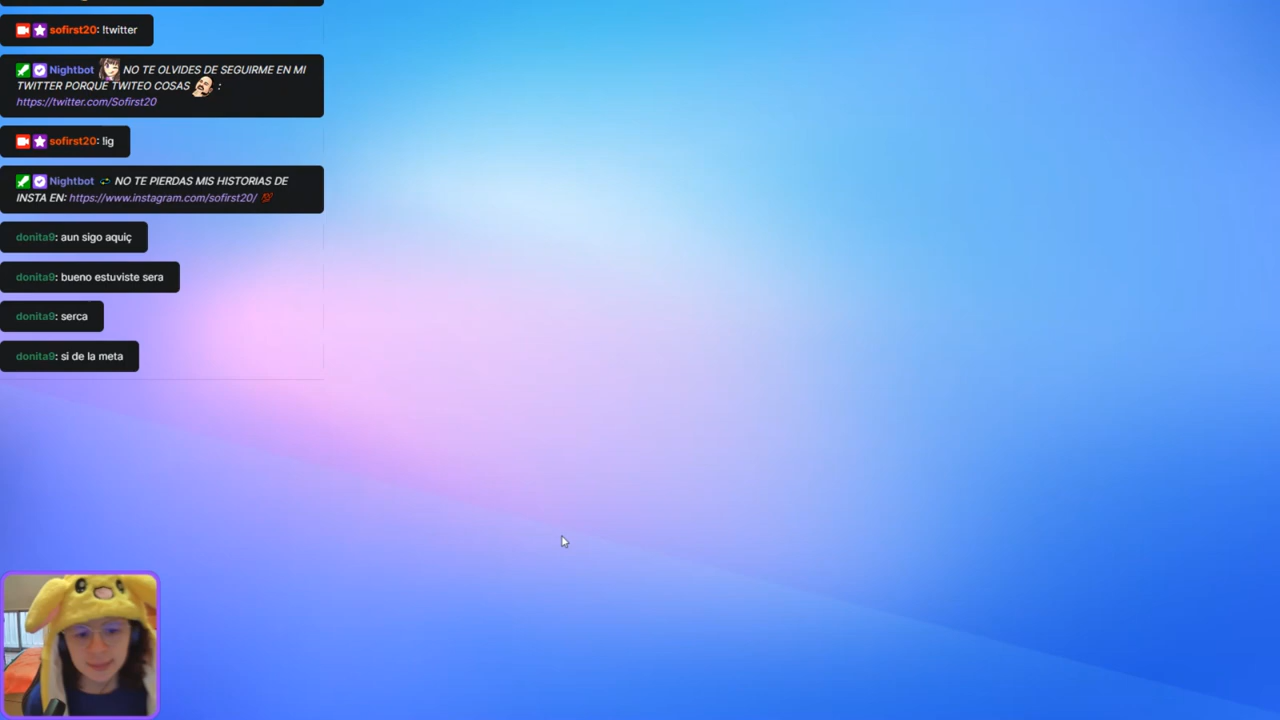 sofirst20: !twitter
Nightbot NO TE OLVIDES DE SEGUIRME EN MI
TWITTER PORQUE TWITEO COSAS :
https://twitter.com/Sofirst20
sofirst20: !ig
Nightbot NO TE PIERDAS MIS HISTORIAS DE
INSTA EN: https://www.instagram.com/sofirst20/ 💯
donita9: aun sigo aquiç
donita9: bueno estuviste sera
donita9: serca
donita9: si de la meta